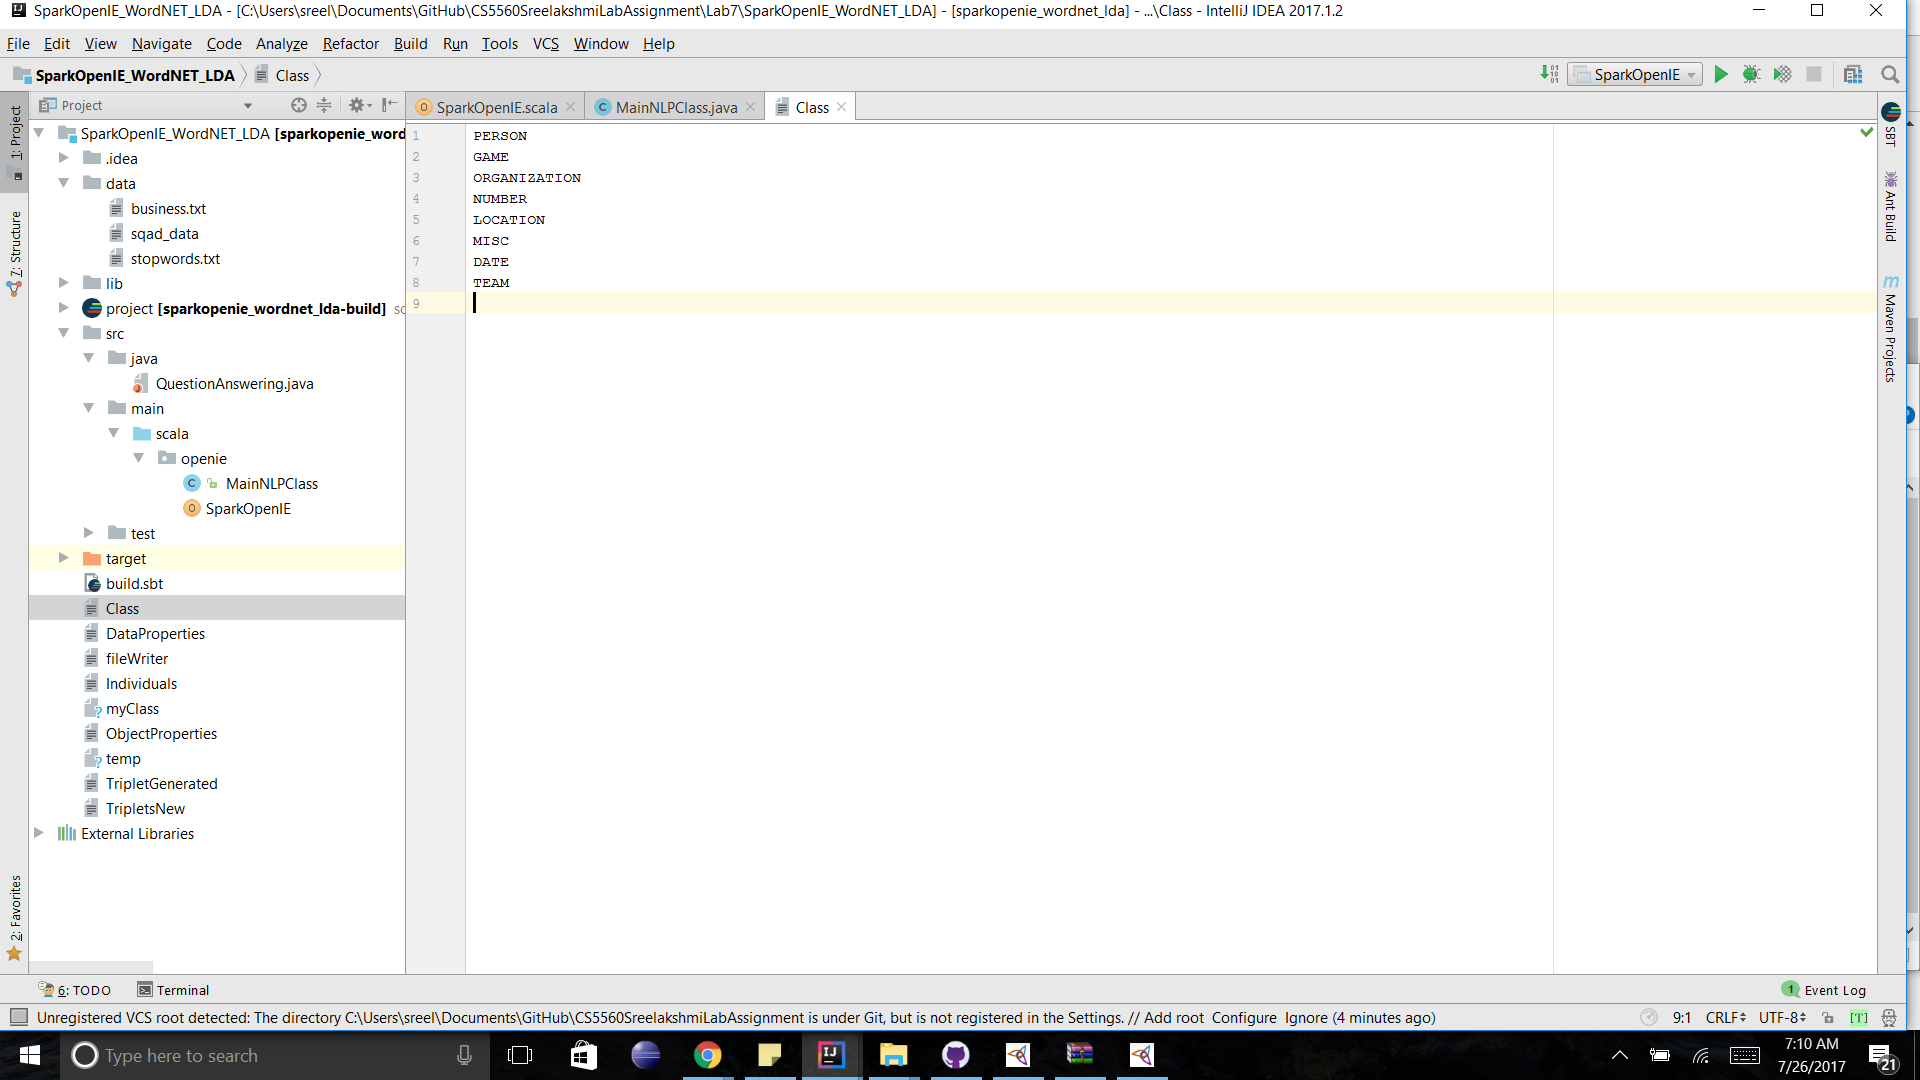 SparkOpenIE_WordNET_LDA - [C:\Users\sreel\Documents\GitHub\CS5560SreelakshmiLabAssignment\Lab7\SparkOpenIE_WordNET_LDA] - [sparkopenie_wordnet_lda] - ...\Class - IntelliJ IDEA 2017.1.2
File Edit View Navigate Code Analyze Refactor Build Run Tools VCS Window Help
SparkOpenIE_WordNET_LDA Class SparkOpenIE
Project SparkOpenIE.scala MainNLPClass.java Class
1: Project
7: Structure
2: Favorites
SparkOpenIE_WordNET_LDA [sparkopenie_word
.idea
data
business.txt
sqad_data
stopwords.txt
lib
project [sparkopenie_wordnet_lda-build] sc
src
java
QuestionAnswering.java
main
scala
openie
MainNLPClass
SparkOpenIE
test
target
build.sbt
Class
DataProperties
fileWriter
Individuals
myClass
ObjectProperties
temp
TripletGenerated
TripletsNew
External Libraries
1 PERSON
2 GAME
3 ORGANIZATION
4 NUMBER
5 LOCATION
6 MISC
7 DATE
8 TEAM
9
SBT
Ant Build
Maven Projects
6: TODO Terminal 1 Event Log
Unregistered VCS root detected: The directory C:\Users\sreel\Documents\GitHub\CS5560SreelakshmiLabAssignment is under Git, but is not registered in the Settings. // Add root Configure Ignore (4 minutes ago) 9:1 CRLF UTF-8 [T]
Type here to search
7:10 AM
7/26/2017
21